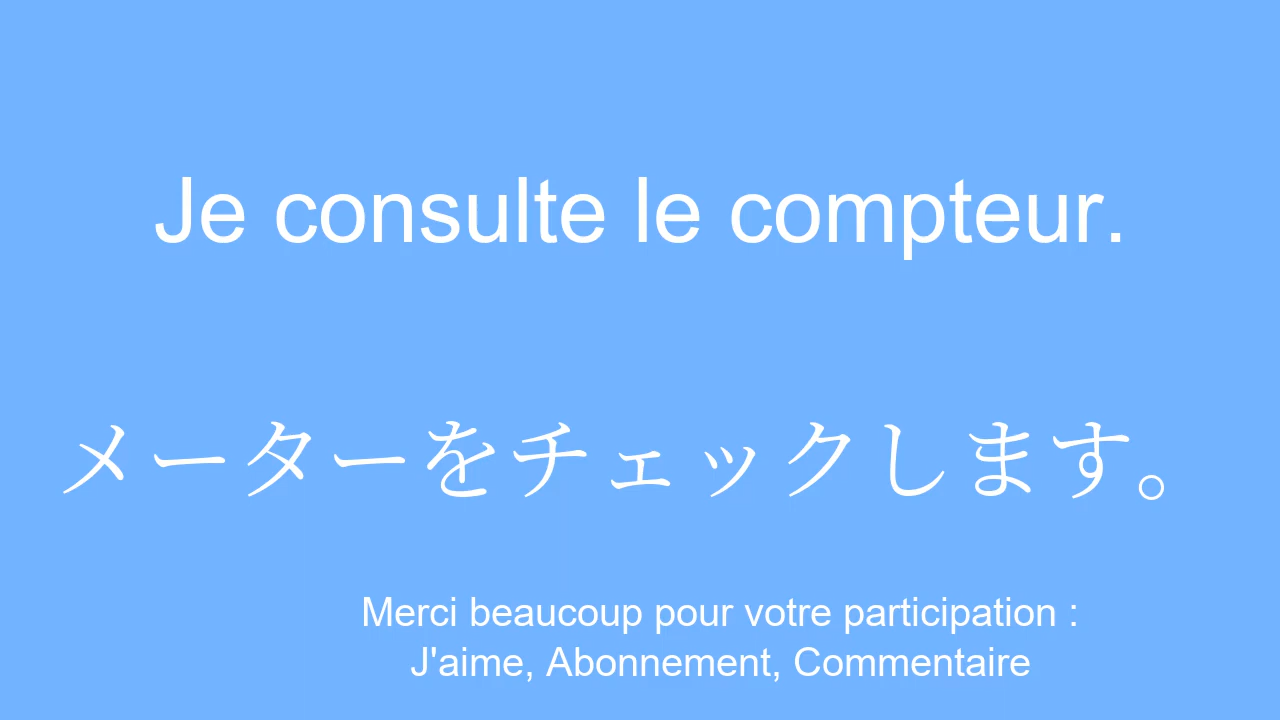 Je consulte le compteur.
メーターをチェックします。
Merci beaucoup pour votre participation :
J'aime, Abonnement, Commentaire